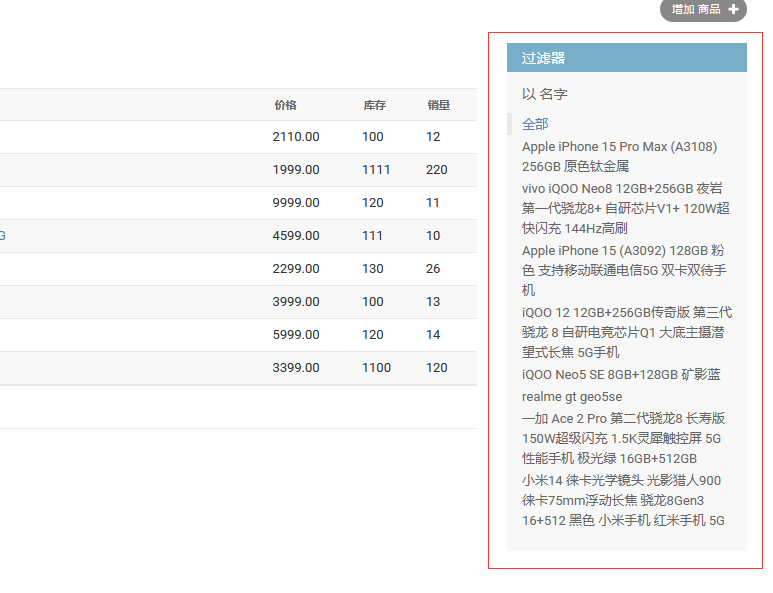 增加 商品
过滤器
以 名字
全部
Apple iPhone 15 Pro Max (A3108)
256GB 原色钛金属
vivo iQOO Neo8 12GB+256GB 夜岩
第一代骁龙8+ 自研芯片V1+ 120W超
快闪充 144Hz高刷
Apple iPhone 15 (A3092) 128GB 粉
色 支持移动联通电信5G 双卡双待手
机
iQOO 12 12GB+256GB传奇版 第三代
骁龙 8 自研电竞芯片Q1 大底主摄潜
望式长焦 5G手机
iQOO Neo5 SE 8GB+128GB 矿影蓝
realme gt geo5se
一加 Ace 2 Pro 第二代骁龙8 长寿版
150W超级闪充 1.5K灵犀触控屏 5G
性能手机 极光绿 16GB+512GB
小米14 徕卡光学镜头 光影猎人900
徕卡75mm浮动长焦 骁龙8Gen3
16+512 黑色 小米手机 红米手机 5G
价格 库存 销量
2110.00 100 12
1999.00 1111 220
9999.00 120 11
G 4599.00 111 10
2299.00 130 26
3999.00 100 13
5999.00 120 14
3399.00 1100 120